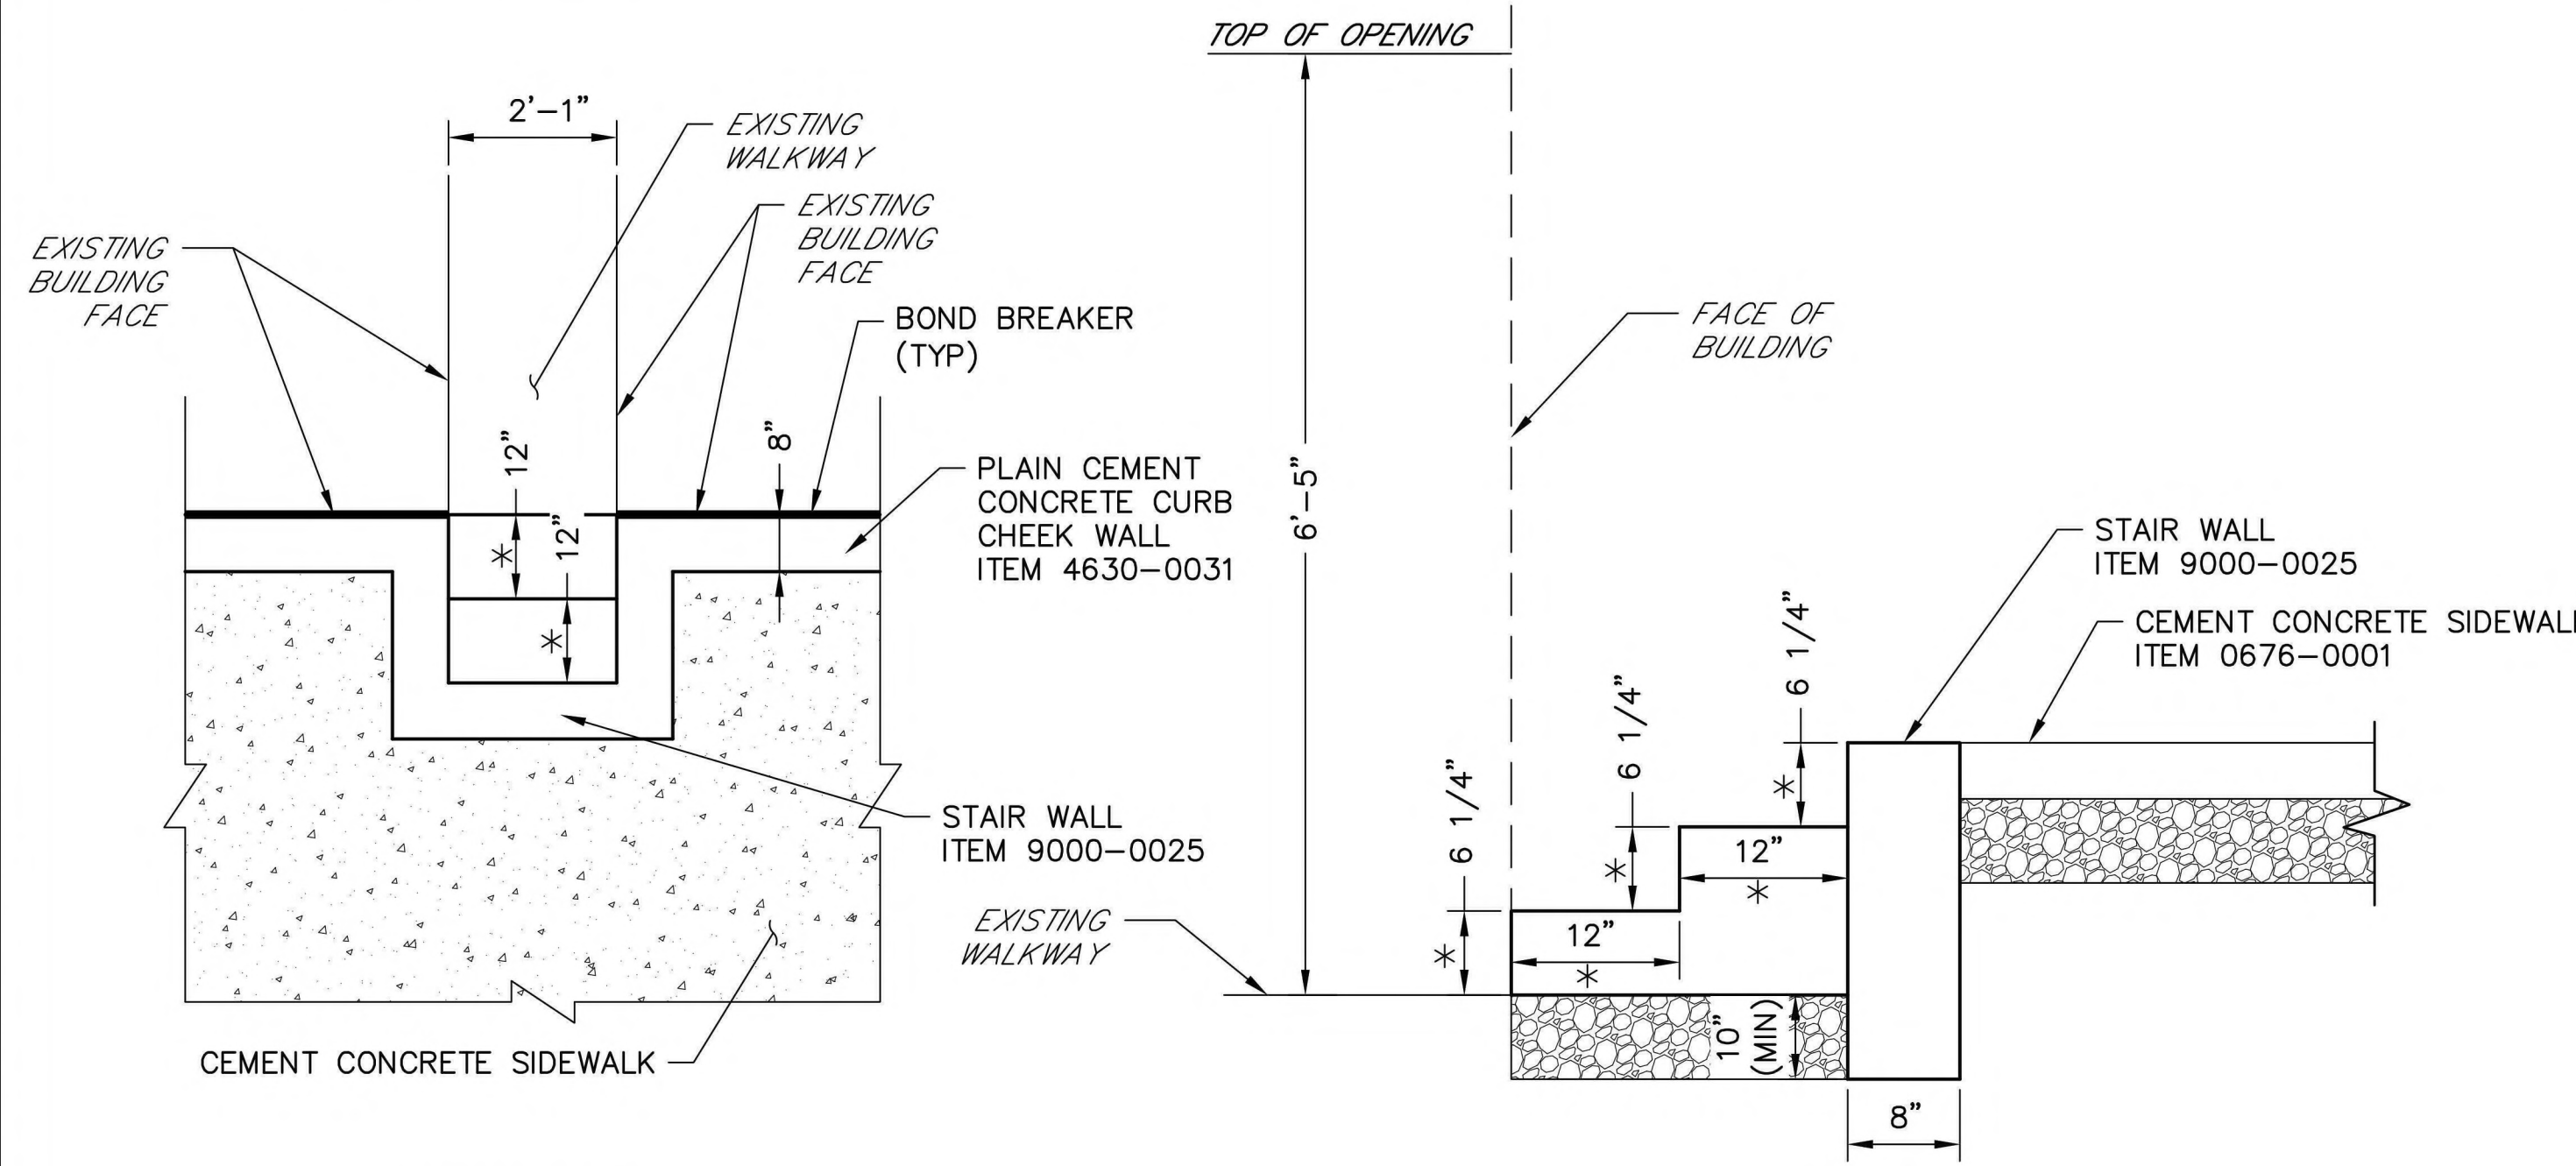 TOP OF OPENING
2'-1"
EXISTING
WALKWAY
EXISTING
BUILDING
FACE
EXISTING
BUILDING
FACE
BOND BREAKER
(TYP)
12"
*
12"
*
8"
PLAIN CEMENT
CONCRETE CURB
CHEEK WALL
ITEM 4630-0031
STAIR WALL
ITEM 9000-0025
CEMENT CONCRETE SIDEWALK
6'-5"
FACE OF
BUILDING
STAIR WALL
ITEM 9000-0025
CEMENT CONCRETE SIDEWALK
ITEM 0676-0001
6 1/4"
*
6 1/4"
*
6 1/4"
*
12"
*
12"
*
EXISTING
WALKWAY
10"
(MIN)
8"